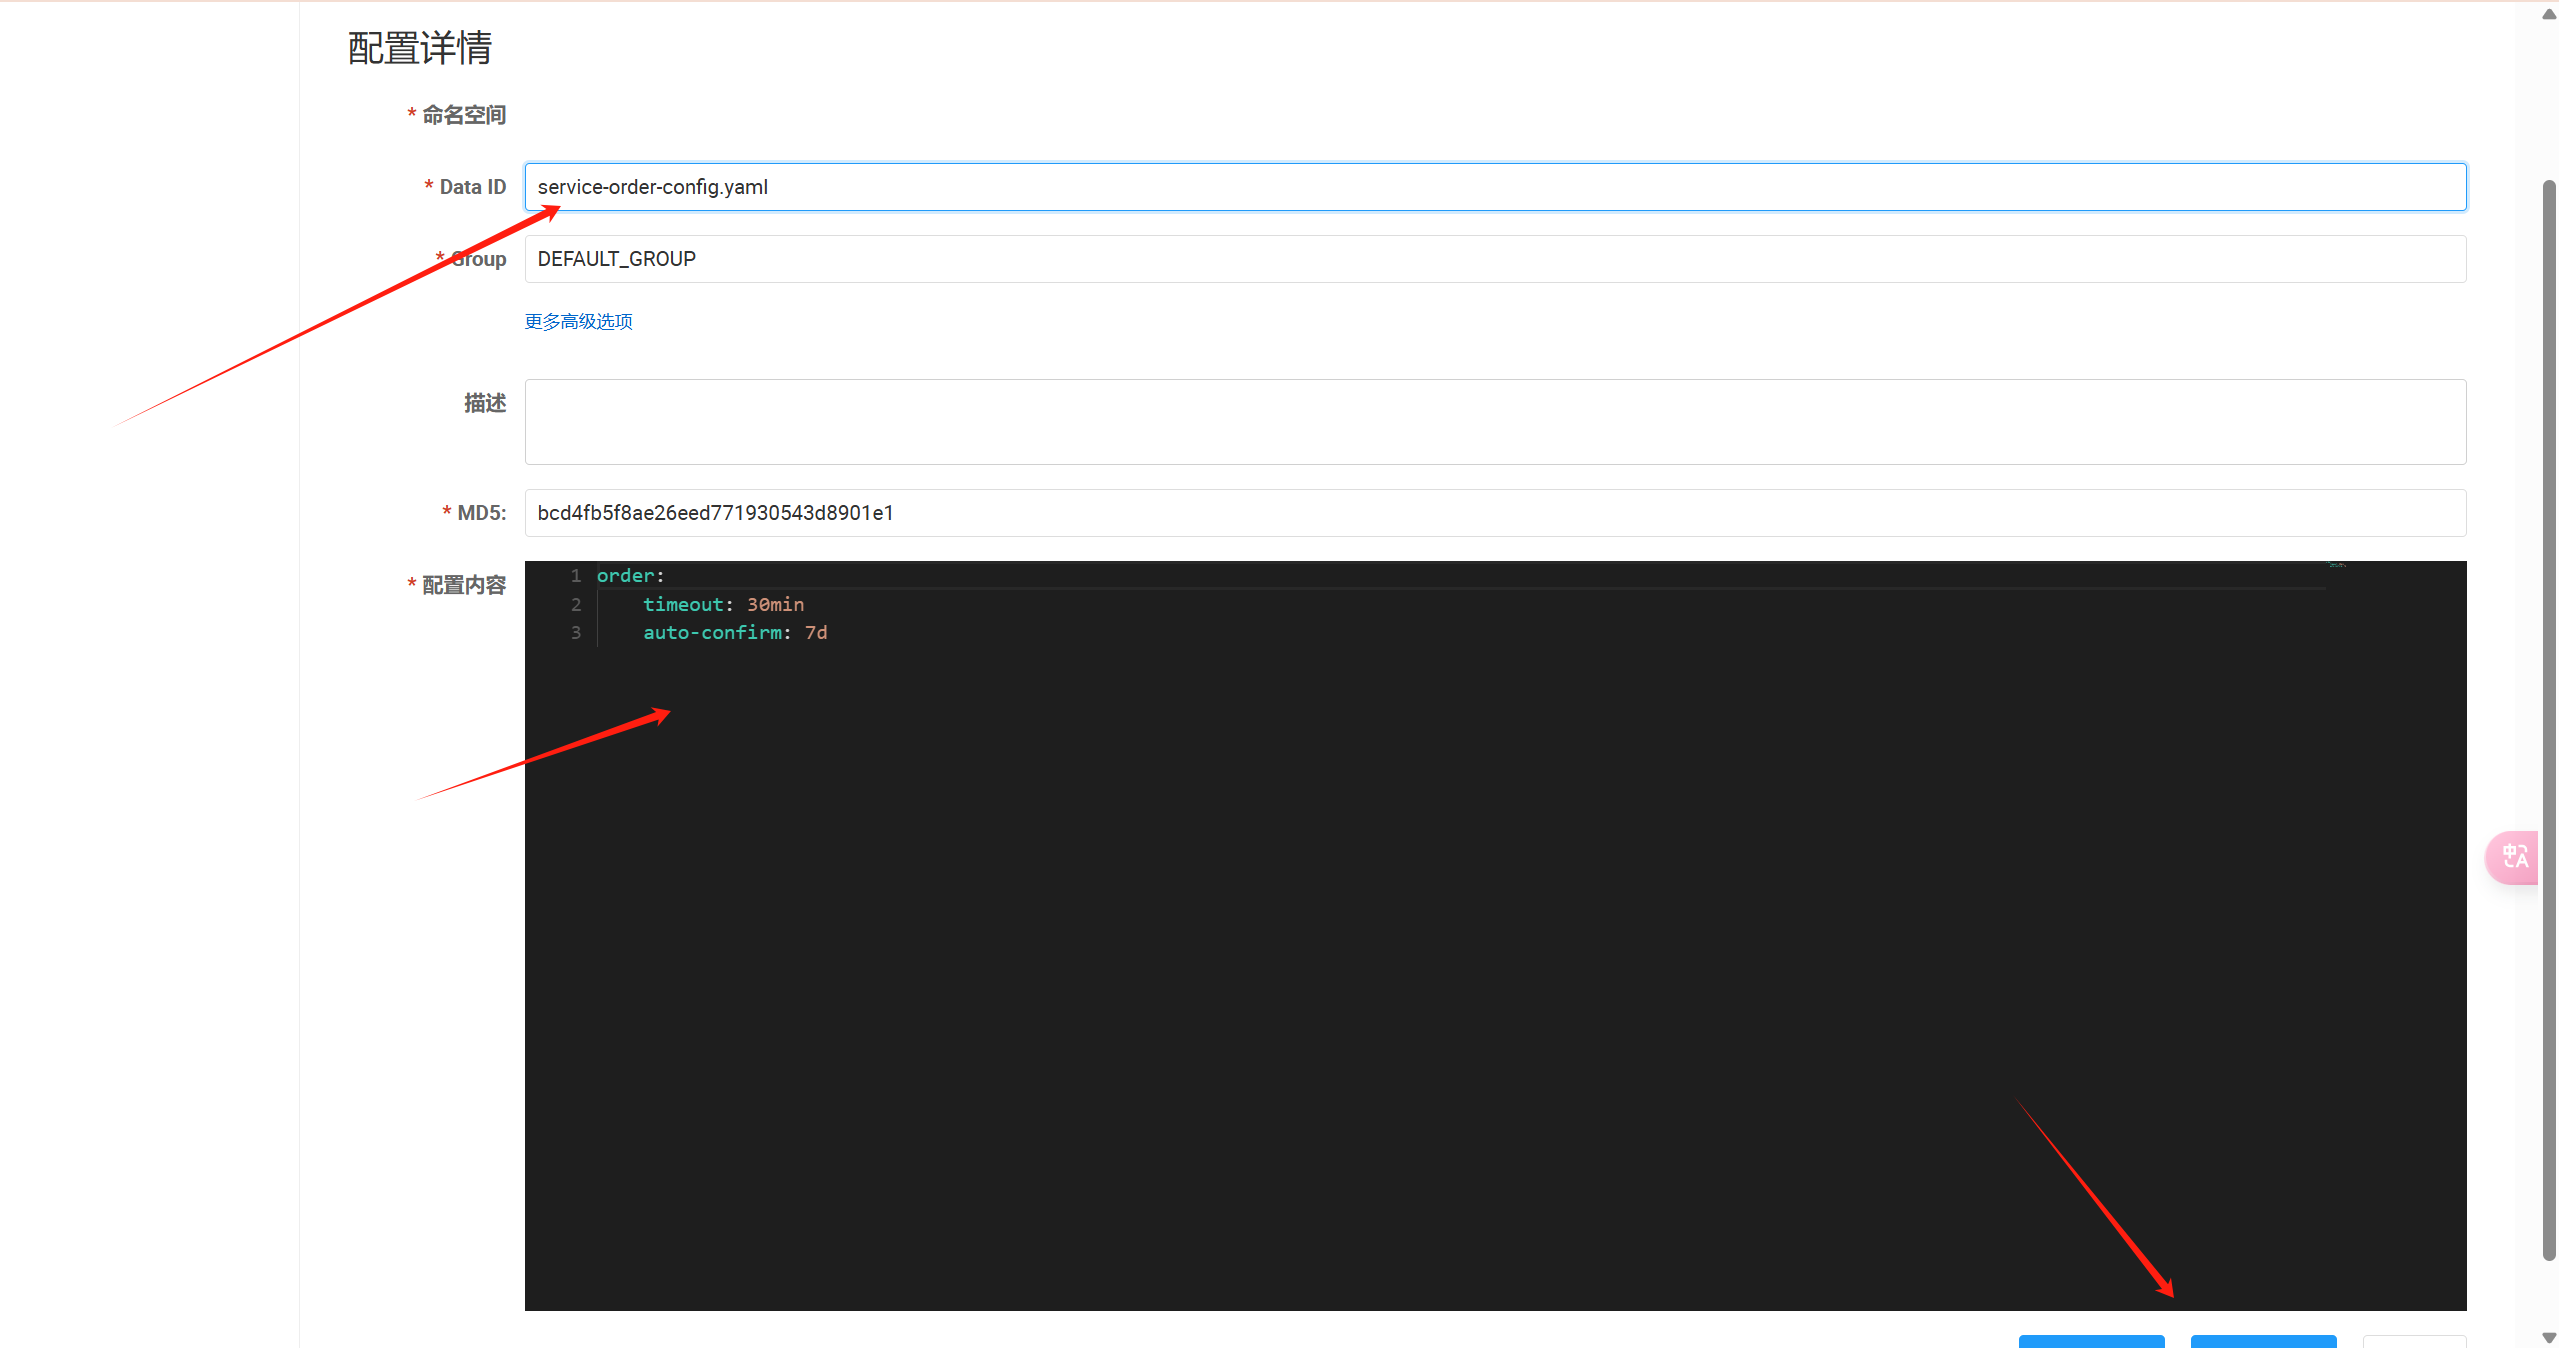 配置详情
* 命名空间
* Data ID
service-order-config.yaml
* Group
DEFAULT_GROUP
更多高级选项
描述
* MD5:
bcd4fb5f8ae26eed771930543d8901e1
* 配置内容
1 order:
2     timeout: 30min
3     auto-confirm: 7d
中A